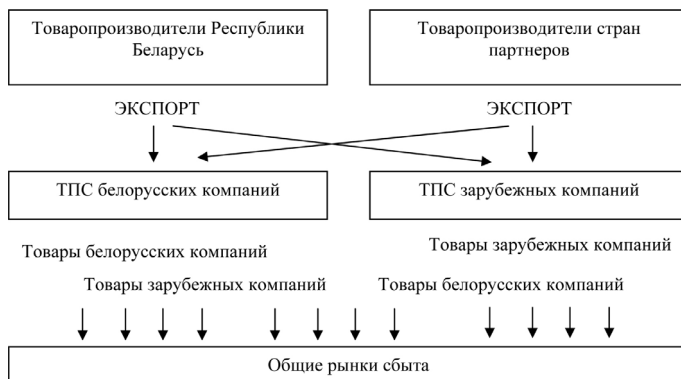 Товаропроизводители Республики
Беларусь
Товаропроизводители стран
партнеров
ЭКСПОРТ
ЭКСПОРТ
ТПС белорусских компаний
ТПС зарубежных компаний
Товары белорусских компаний
Товары зарубежных компаний
Товары зарубежных компаний
Товары белорусских компаний
Общие рынки сбыта